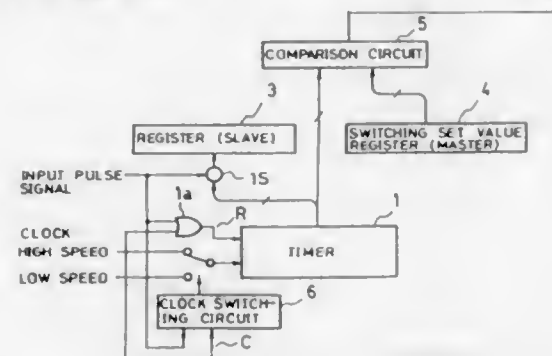 5
COMPARISON CIRCUIT
3
4
REGISTER (SLAVE)
SWITCHING SET VALUE
REGISTER (MASTER)
INPUT PULSE
SIGNAL
1S
1a
R
1
CLOCK
HIGH SPEED
TIMER
LOW SPEED
6
CLOCK SWITCH-
ING CIRCUIT
C